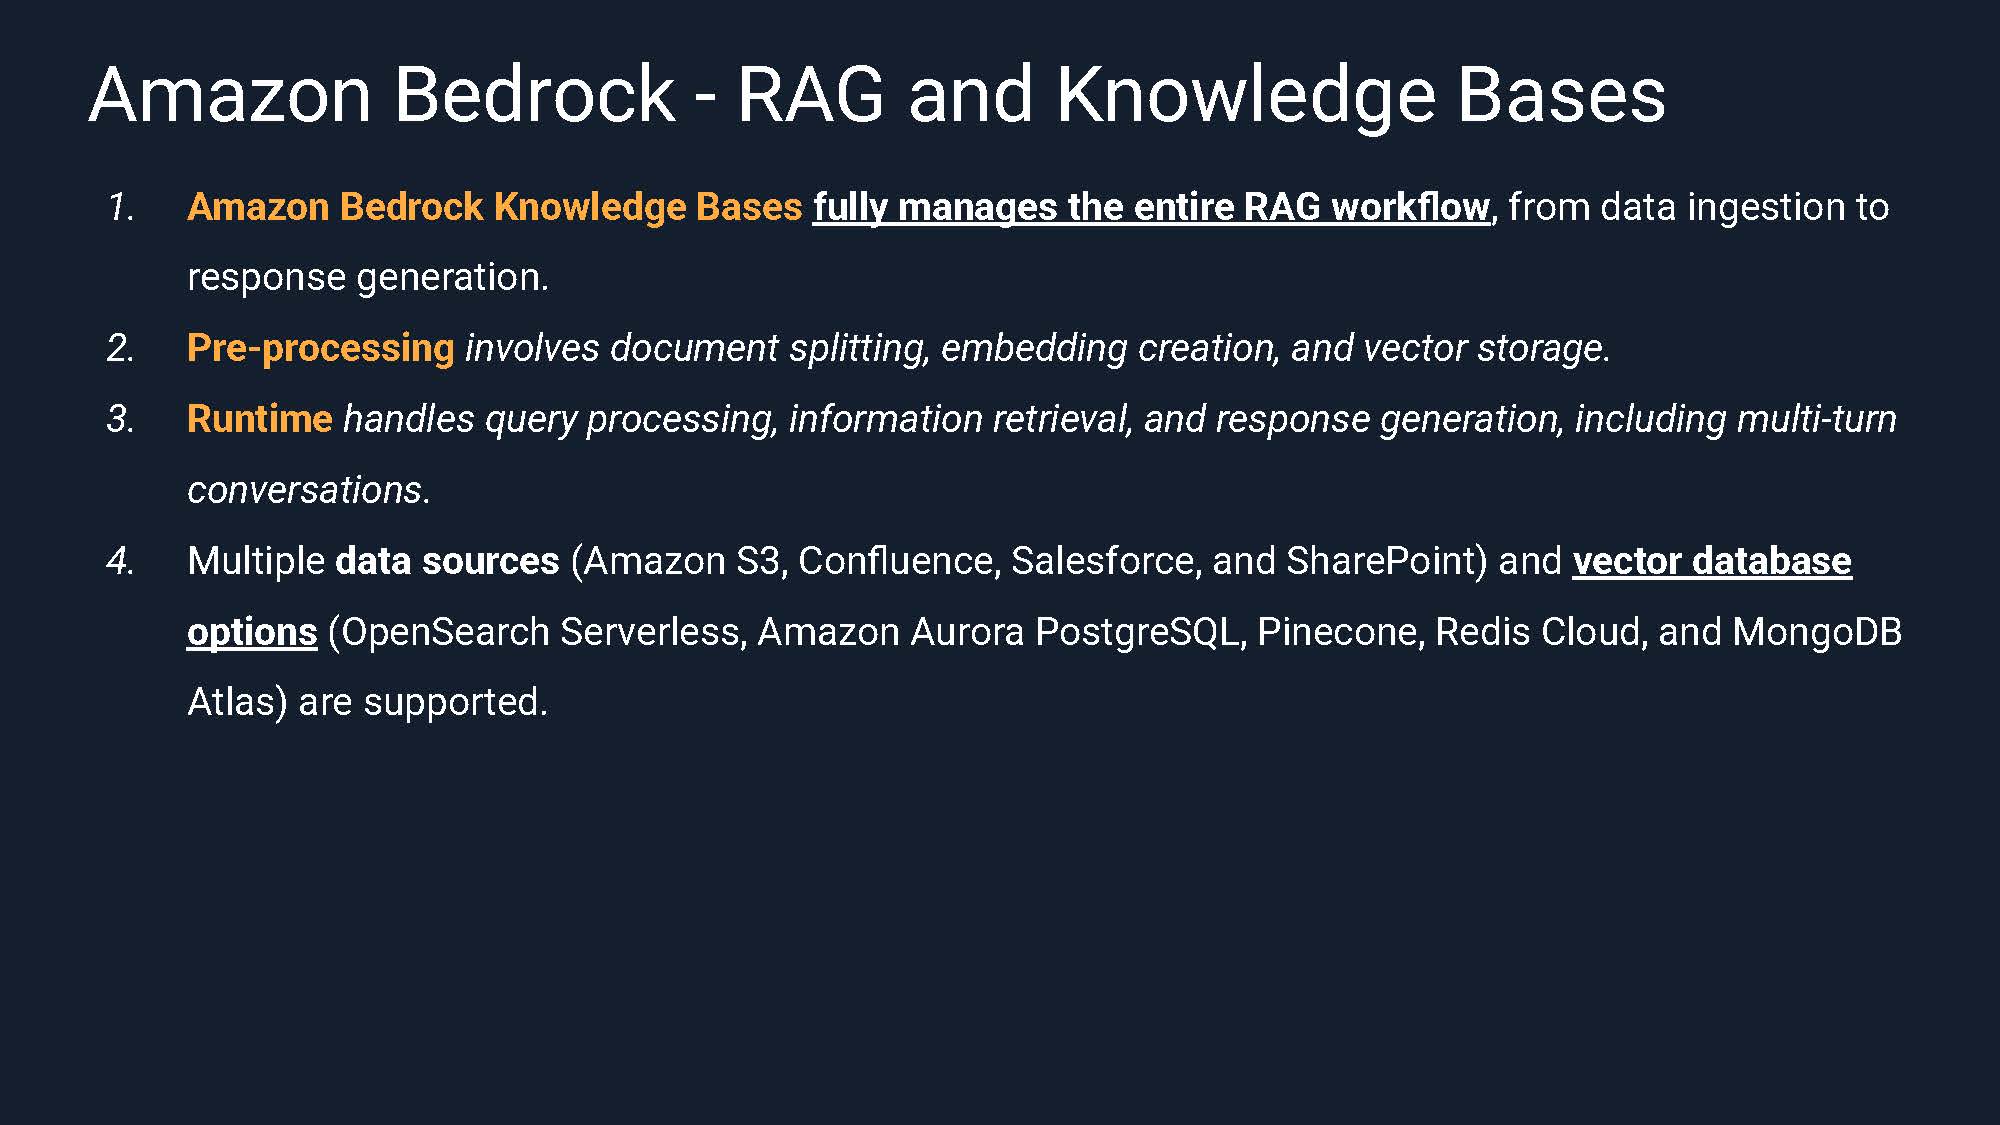 Amazon Bedrock - RAG and Knowledge Bases
1. Amazon Bedrock Knowledge Bases fully manages the entire RAG workflow, from data ingestion to
response generation.
2. Pre-processing involves document splitting, embedding creation, and vector storage.
3. Runtime handles query processing, information retrieval, and response generation, including multi-turn
conversations.
4. Multiple data sources (Amazon S3, Confluence, Salesforce, and SharePoint) and vector database
options (OpenSearch Serverless, Amazon Aurora PostgreSQL, Pinecone, Redis Cloud, and MongoDB
Atlas) are supported.